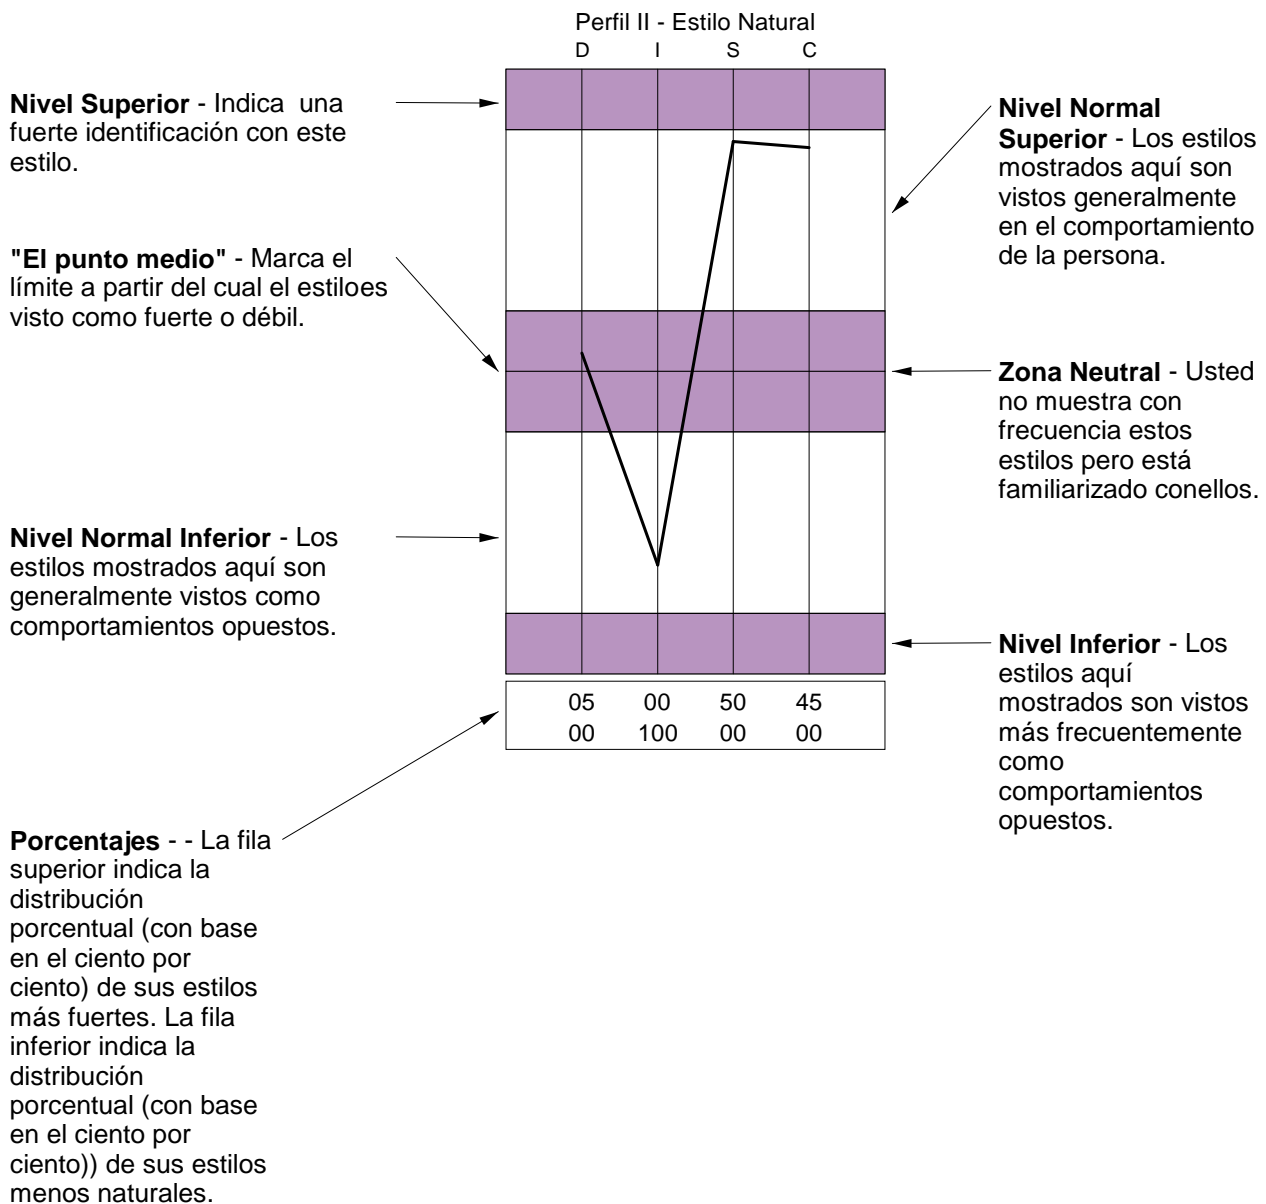 Perfil II - Estilo Natural
D I S C
Nivel Superior - Indica una
fuerte identificación con este
estilo.
"El punto medio" - Marca el
límite a partir del cual el estiloes
visto como fuerte o débil.
Nivel Normal Inferior - Los
estilos mostrados aquí son
generalmente vistos como
comportamientos opuestos.
Porcentajes - - La fila
superior indica la
distribución
porcentual (con base
en el ciento por
ciento) de sus estilos
más fuertes. La fila
inferior indica la
distribución
porcentual (con base
en el ciento por
ciento)) de sus estilos
menos naturales.
05 00 50 45
00 100 00 00
Nivel Normal
Superior - Los estilos
mostrados aquí son
vistos generalmente
en el comportamiento
de la persona.
Zona Neutral - Usted
no muestra con
frecuencia estos
estilos pero está
familiarizado conellos.
Nivel Inferior - Los
estilos aquí
mostrados son vistos
más frecuentemente
como
comportamientos
opuestos.